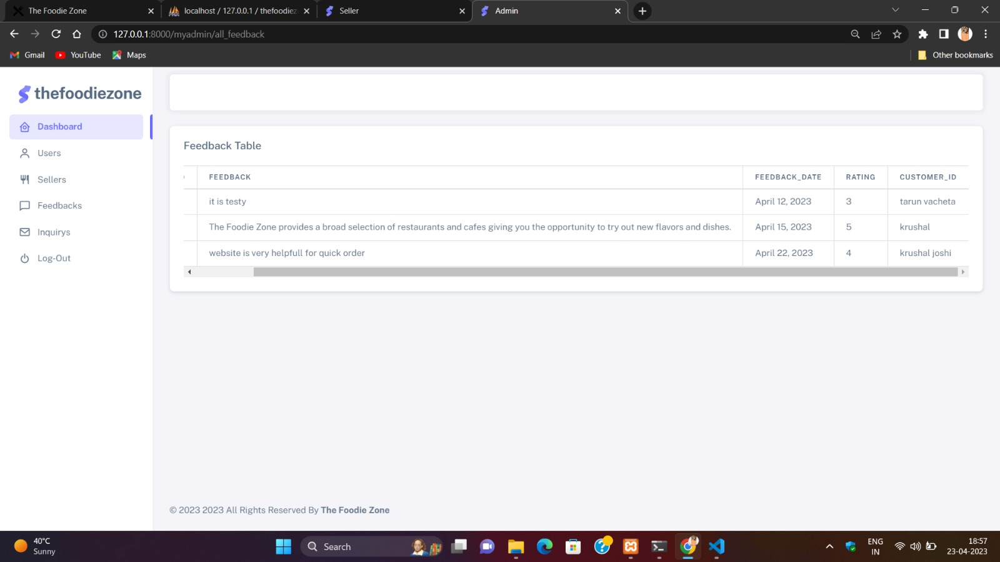 The Foodie Zone
localhost / 127.0.0.1 / thefoodiez
Seller
Admin
127.0.0.1:8000/myadmin/all_feedback
Gmail
YouTube
Maps
Other bookmarks
thefoodiezone
Dashboard
Users
Sellers
Feedbacks
Inquirys
Log-Out
Feedback Table
FEEDBACK FEEDBACK_DATE RATING CUSTOMER_ID
it is testy April 12, 2023 3 tarun vacheta
The Foodie Zone provides a broad selection of restaurants and cafes giving you the opportunity to try out new flavors and dishes. April 15, 2023 5 krushal
website is very helpfull for quick order April 22, 2023 4 krushal joshi
© 2023 2023 All Rights Reserved By The Foodie Zone
40°C
Sunny
Search
ENG
IN
18:57
23-04-2023